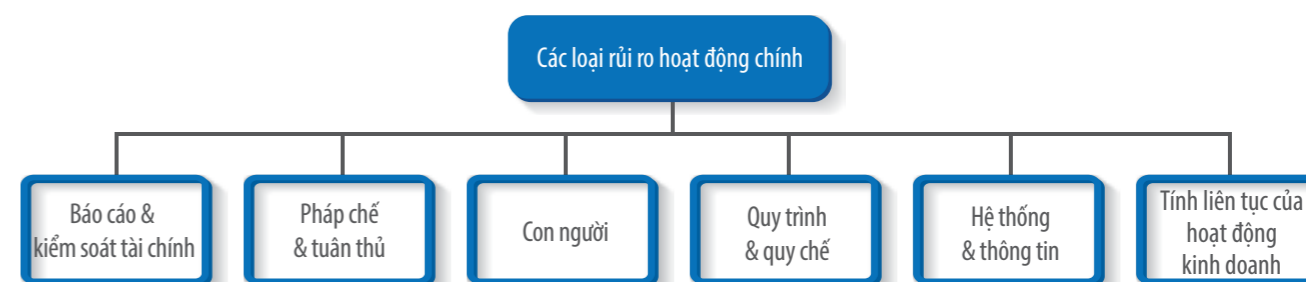 Các loại rủi ro hoạt động chính
Báo cáo &
kiểm soát tài chính
Pháp chế
& tuân thủ
Con người
Quy trình
& quy chế
Hệ thống
& thông tin
Tính liên tục của
hoạt động
kinh doanh